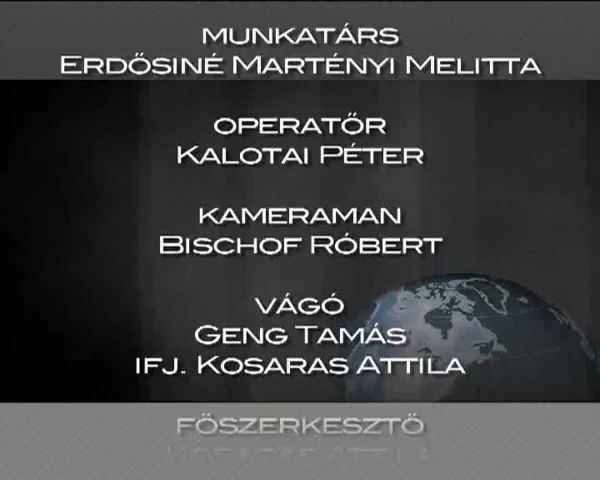 MUNKATÁRS
ERDŐSINÉ MARTÉNYI MELITTA
OPERATŐR
KALOTAI PÉTER
KAMERAMAN
BISCHOF RÓBERT
VÁGÓ
GENG TAMÁS
IFJ. KOSARAS ATTILA
FŐSZERKESZTŐ